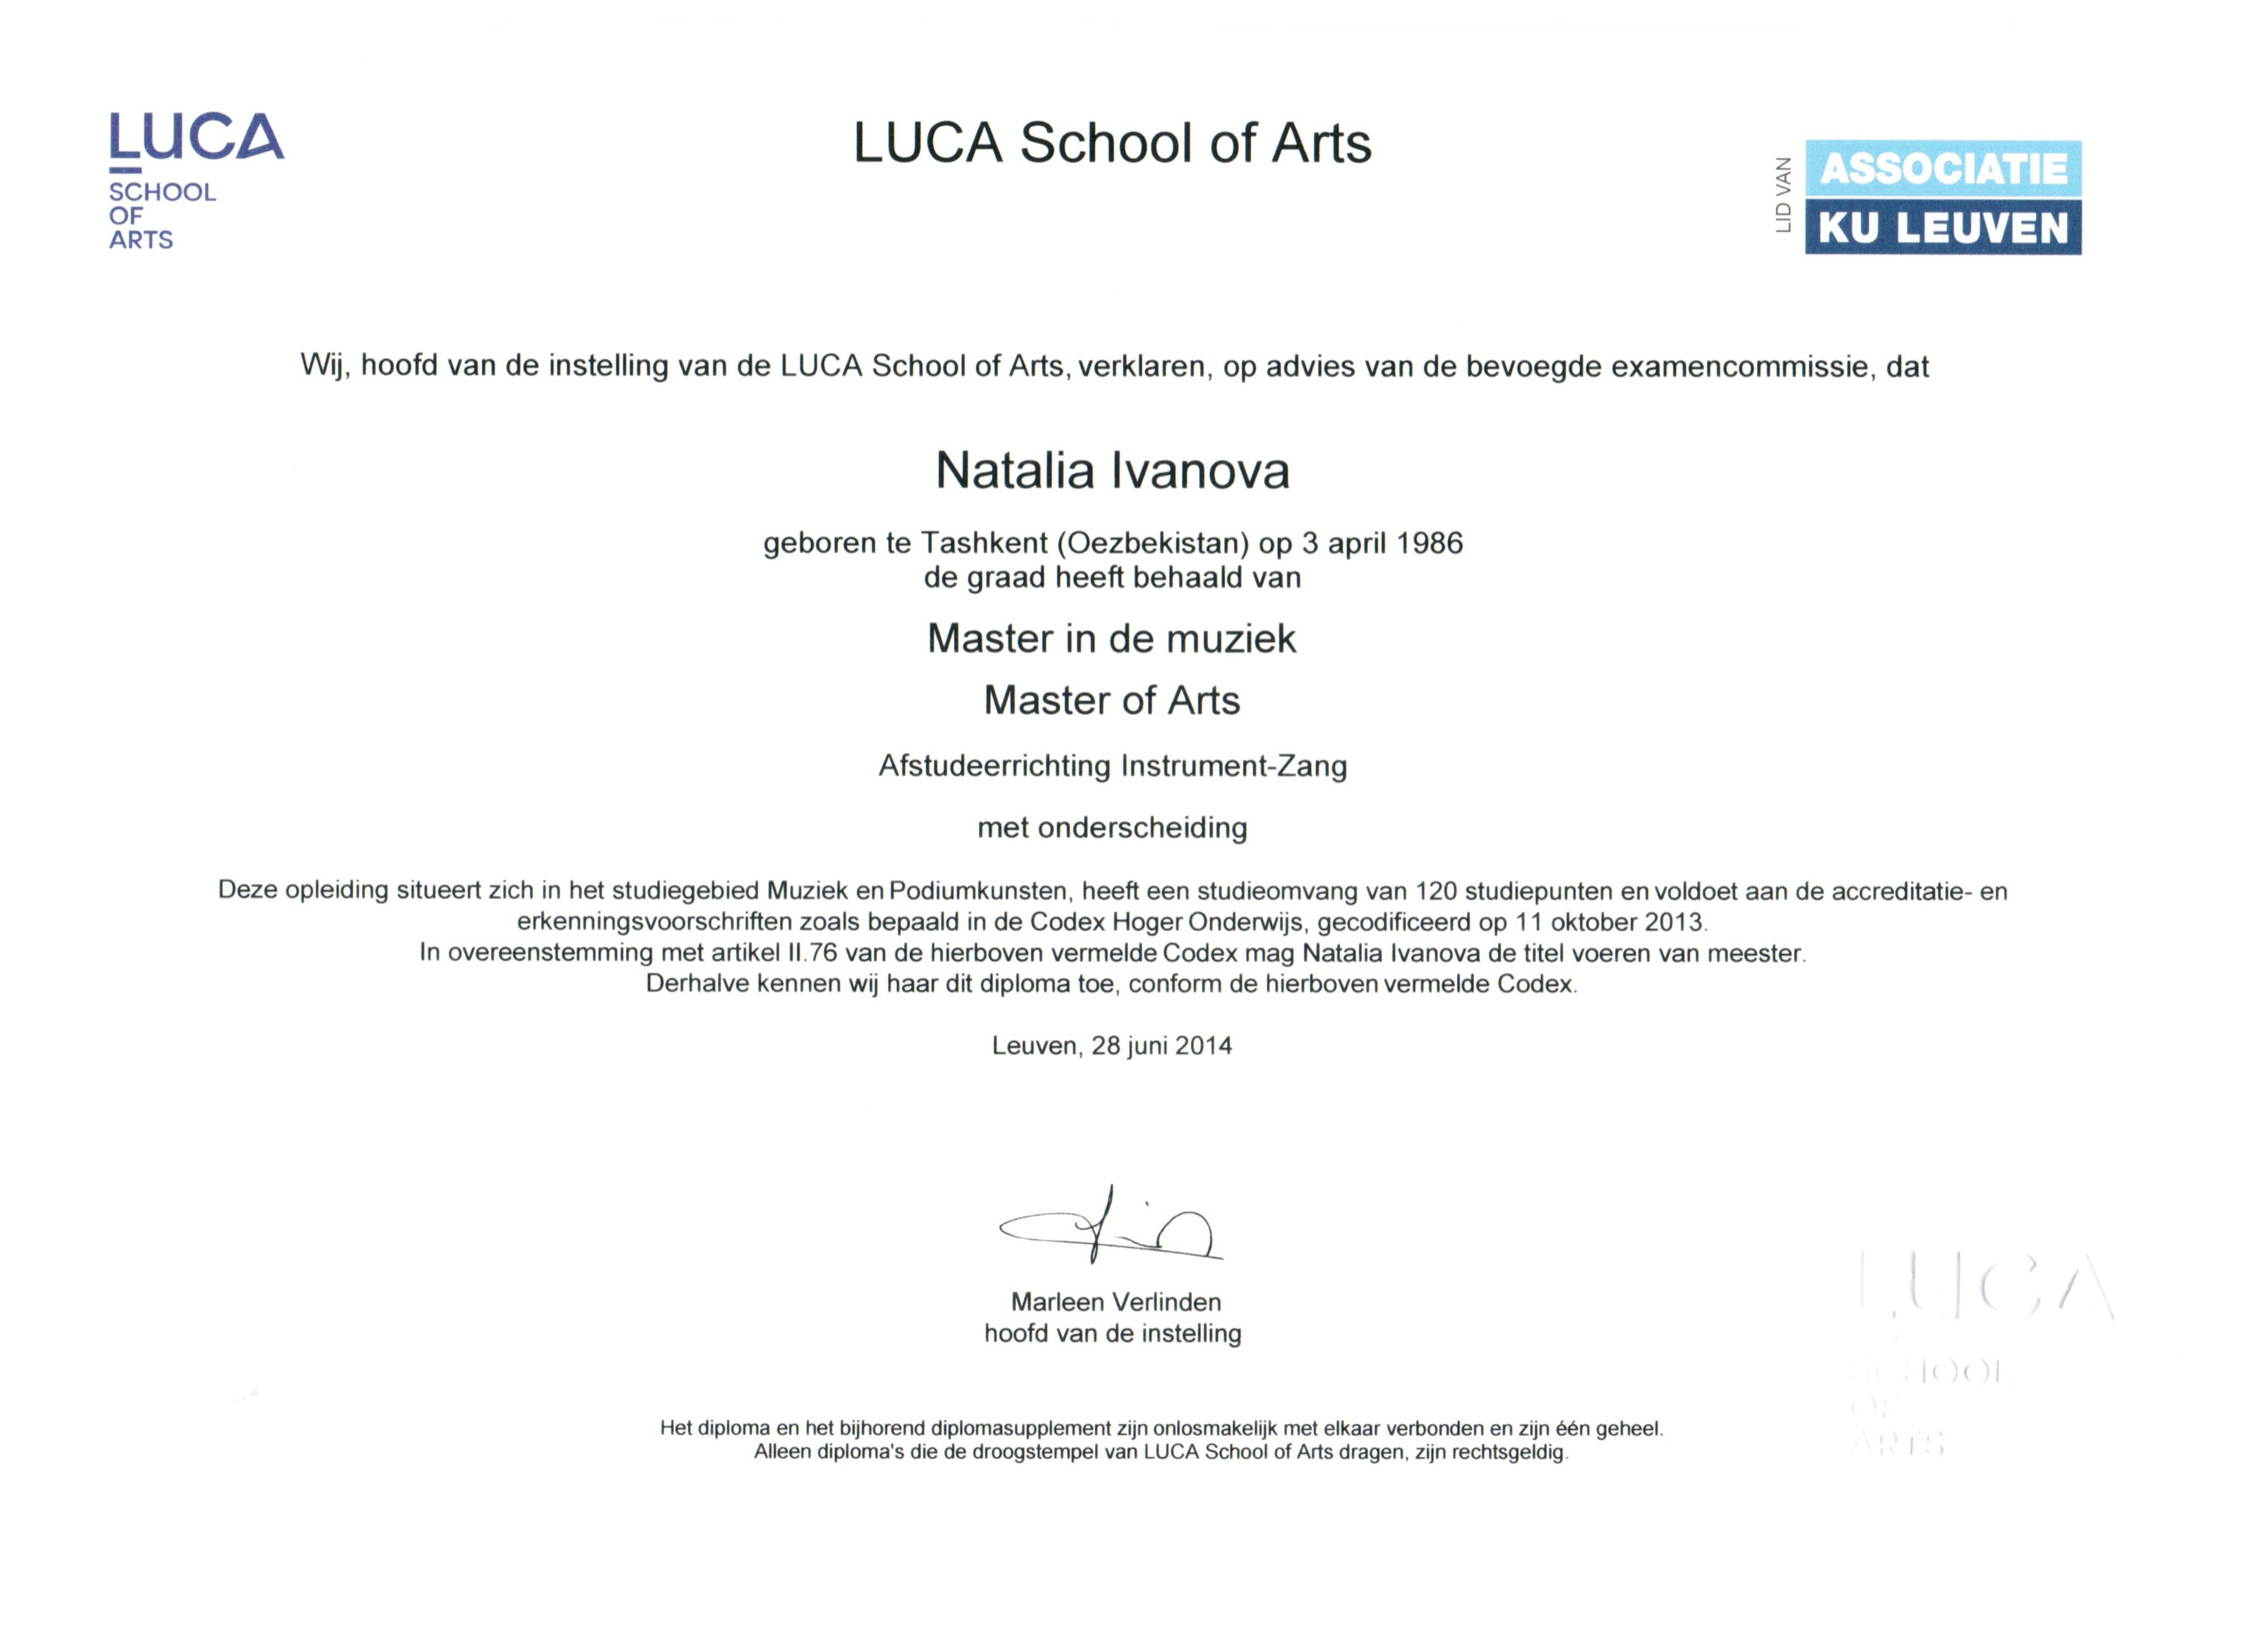 LUCA
SCHOOL
OF
ARTS
LUCA School of Arts
LID VAN
ASSOCIATIE
KU LEUVEN
Wij, hoofd van de instelling van de LUCA School of Arts, verklaren, op advies van de bevoegde examencommissie, dat
Natalia Ivanova
geboren te Tashkent (Oezbekistan) op 3 april 1986
de graad heeft behaald van
Master in de muziek
Master of Arts
Afstudeerrichting Instrument-Zang
met onderscheiding
Deze opleiding situeert zich in het studiegebied Muziek en Podiumkunsten, heeft een studieomvang van 120 studiepunten en voldoet aan de accreditatie- en
erkenningsvoorschriften zoals bepaald in de Codex Hoger Onderwijs, gecodificeerd op 11 oktober 2013.
In overeenstemming met artikel II.76 van de hierboven vermelde Codex mag Natalia Ivanova de titel voeren van meester.
Derhalve kennen wij haar dit diploma toe, conform de hierboven vermelde Codex.
Leuven, 28 juni 2014
Marleen Verlinden
hoofd van de instelling
LUCA
SCHOOL
OF
ARTS
Het diploma en het bijhorend diplomasupplement zijn onlosmakelijk met elkaar verbonden en zijn één geheel.
Alleen diploma's die de droogstempel van LUCA School of Arts dragen, zijn rechtsgeldig.